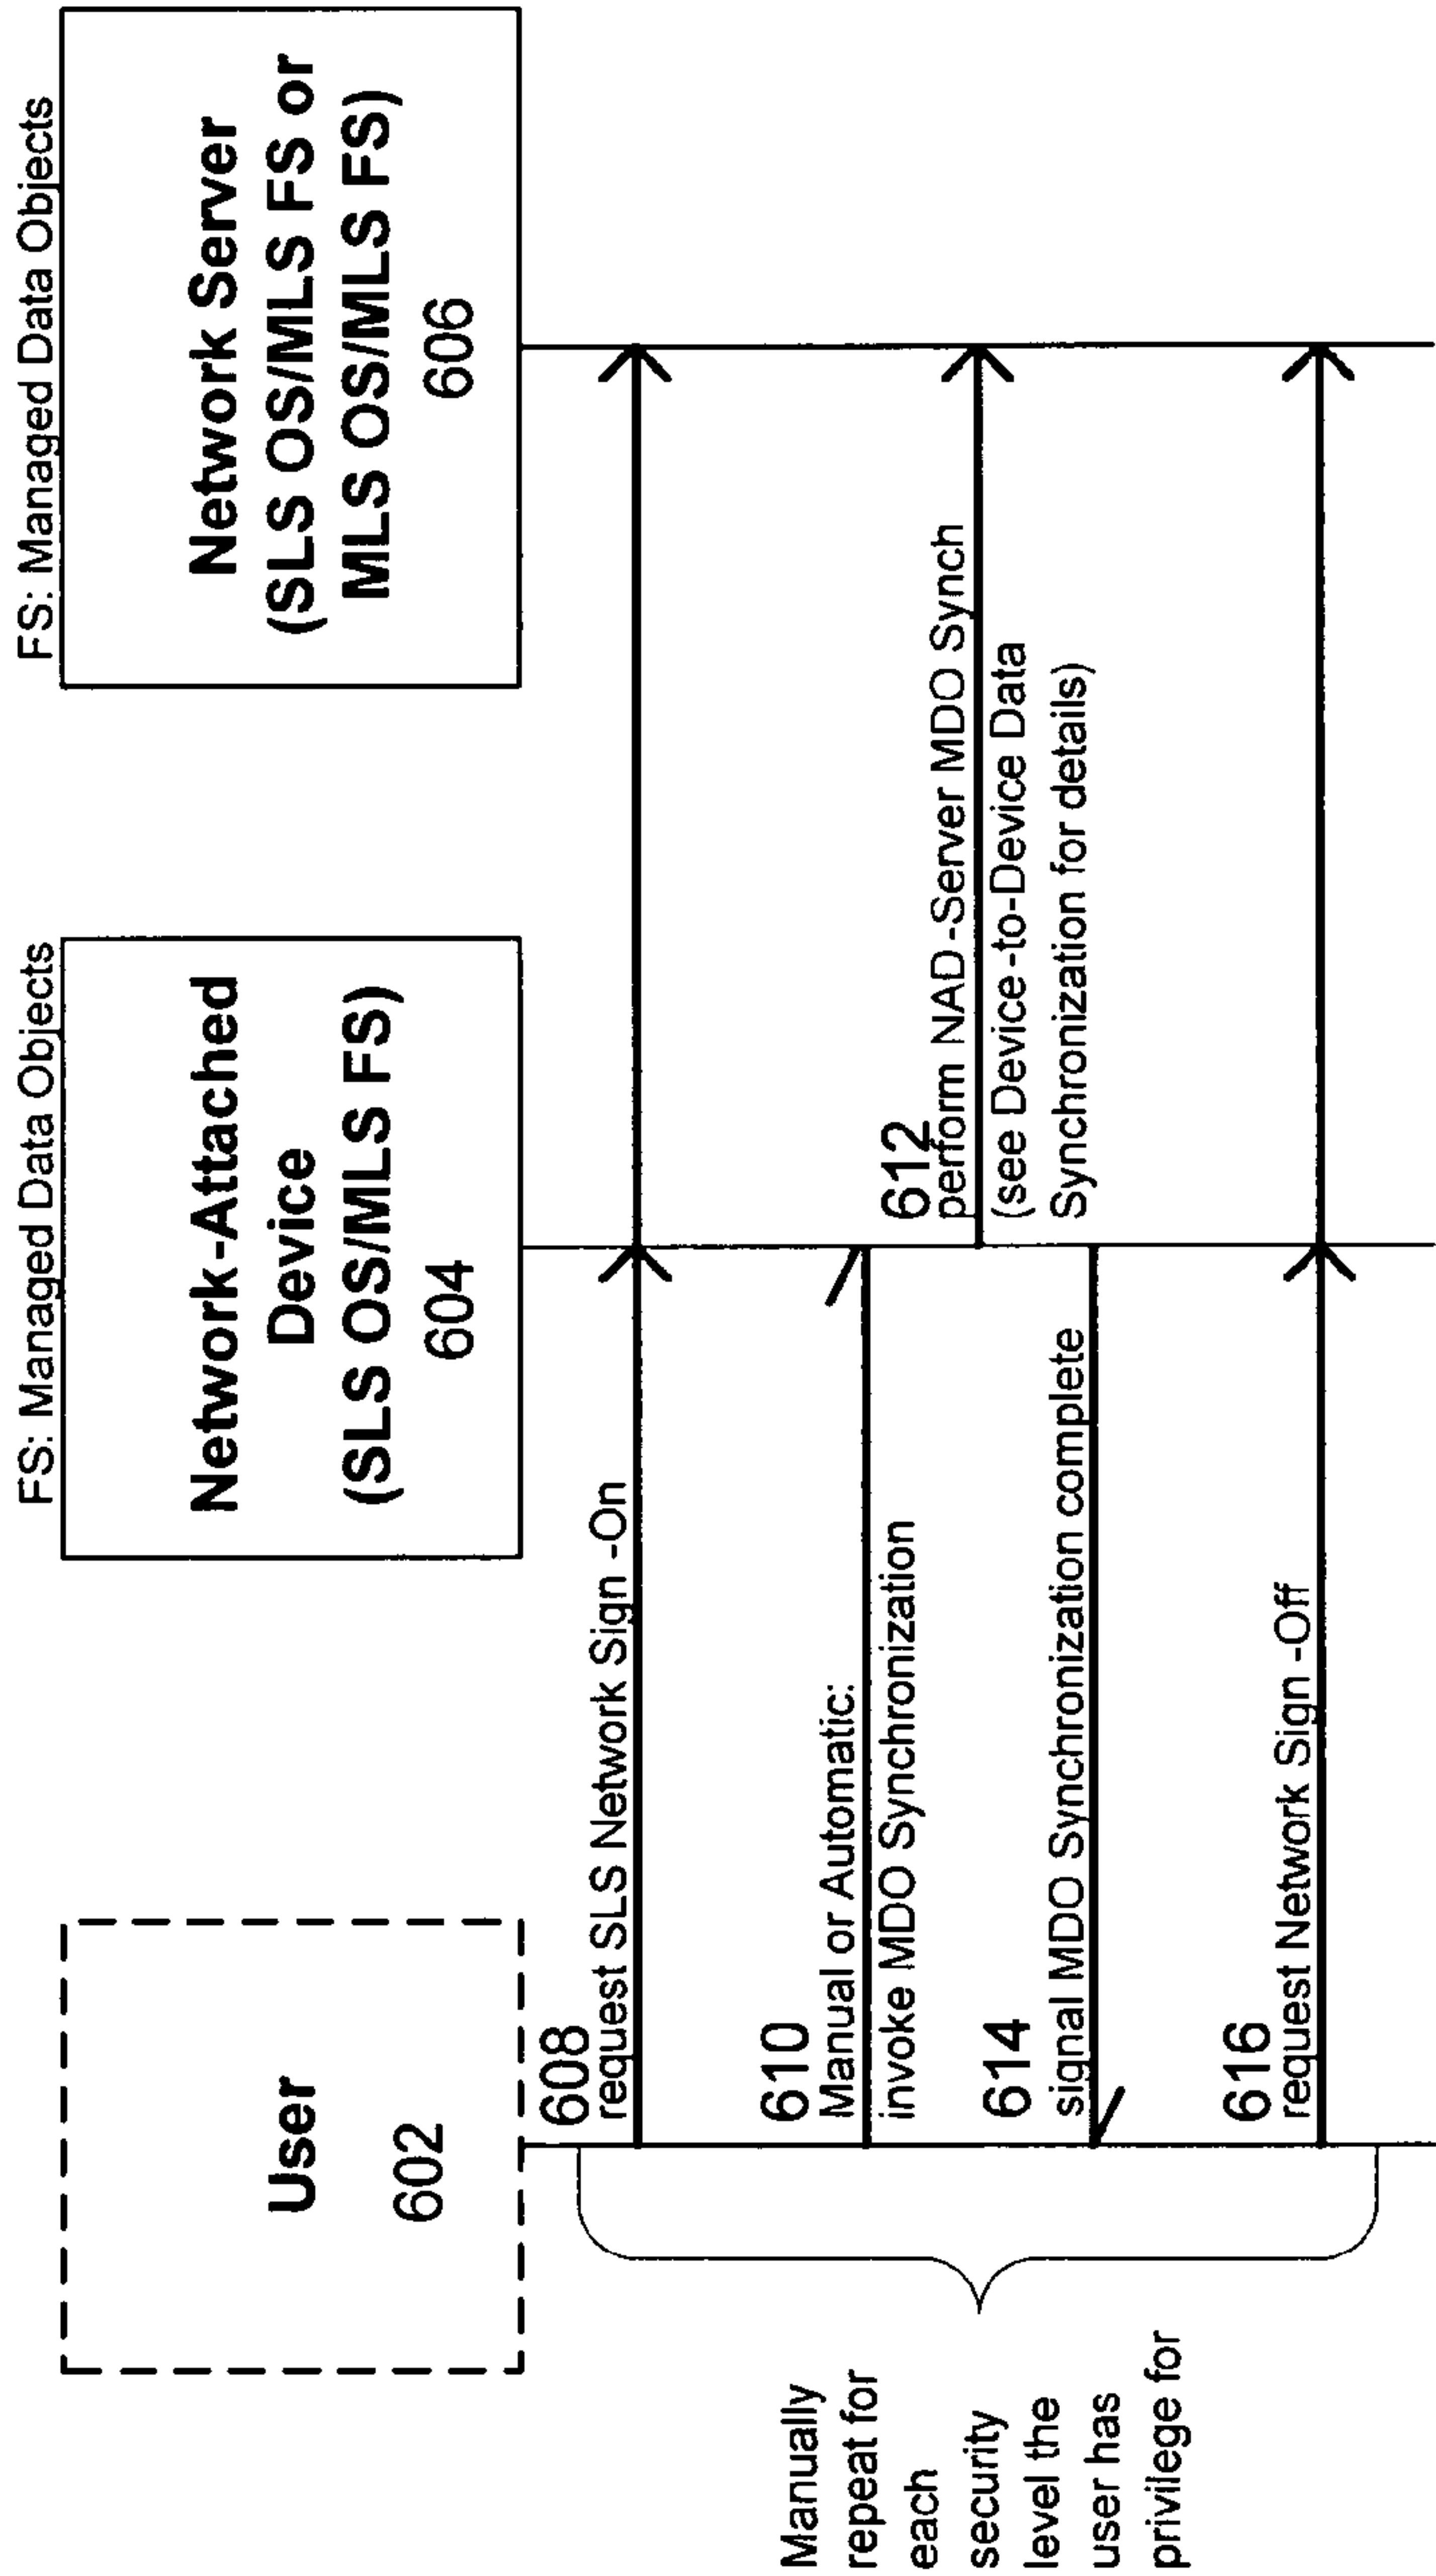 User
602
FS: Managed Data Objects
Network-Attached
Device
(SLS OS/MLS FS)
604
FS: Managed Data Objects
Network Server
(SLS OS/MLS FS or
MLS OS/MLS FS)
606
608
request SLS Network Sign -On
610
Manual or Automatic:
invoke MDO Synchronization
612
perform NAD -Server MDO Synch
(see Device -to-Device Data
Synchronization for details)
614
signal MDO Synchronization complete
616
request Network Sign -Off
Manually
repeat for
each
security
level the
user has
privilege for